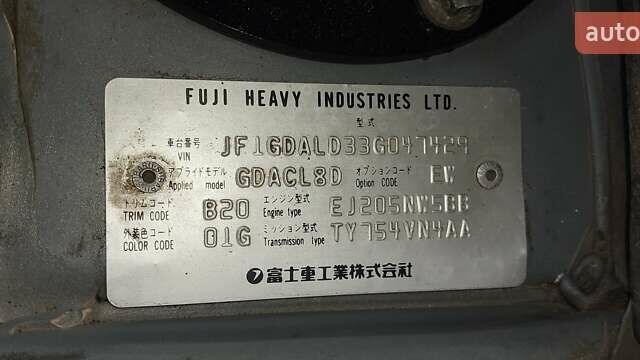 auto
FUJI HEAVY INDUSTRIES LTD.
型式
車台番号 JF1GDALD33G047429
VIN
アプライドモデル GDACL8D オプションコード EW
Applied model OPTION CODE
トリムコード B20 エンジン型式 EJ205NW5BB
TRIM CODE Engine type
外装色コード 01G ミッション型式 TY754VN4AA
COLOR CODE Transmission type
富士重工業株式会社